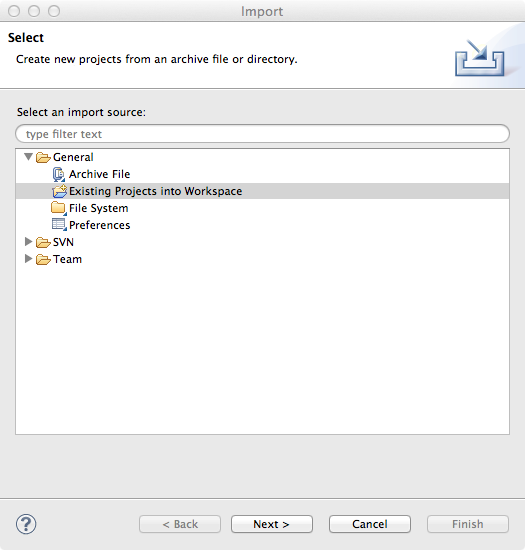 Import
Select
Create new projects from an archive file or directory.
Select an import source:
type filter text
General
Archive File
Existing Projects into Workspace
File System
Preferences
SVN
Team
?
< Back
Next >
Cancel
Finish